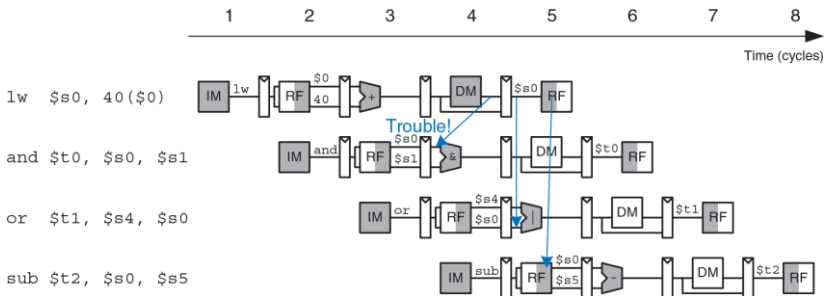 1 2 3 4 5 6 7 8
Time (cycles)
lw $s0, 40($0) IM lw RF $0 40 + DM $s0 RF
Trouble!
and $t0, $s0, $s1 IM and RF $s0 $s1 & DM $t0 RF
or $t1, $s4, $s0 IM or RF $s4 $s0 | DM $t1 RF
sub $t2, $s0, $s5 IM sub RF $s0 $s5 - DM $t2 RF